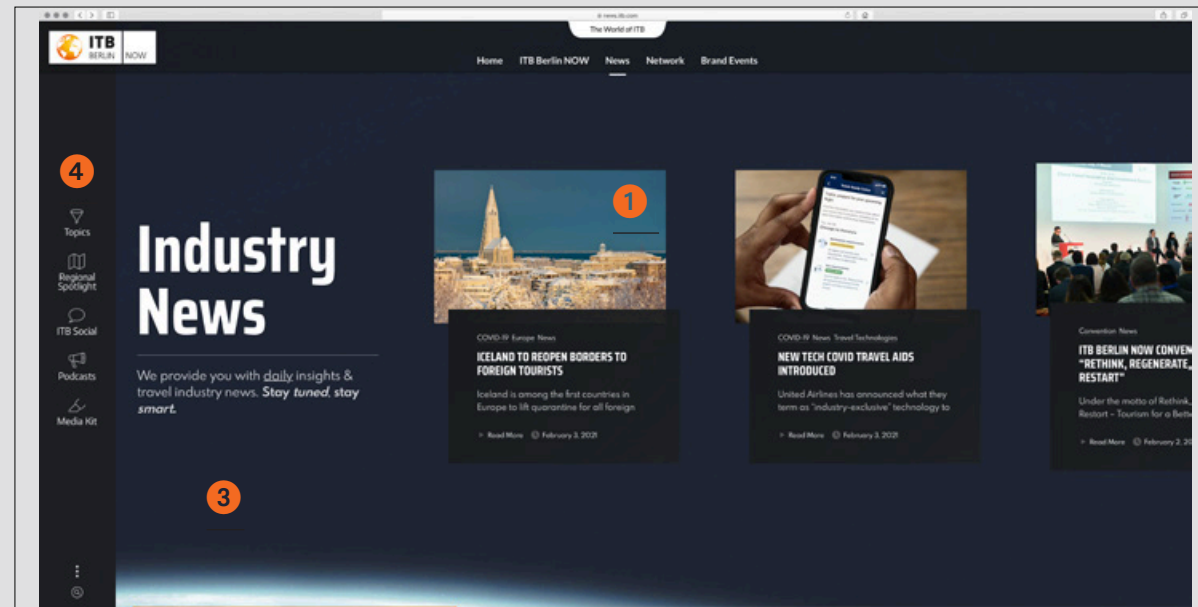 news.itb.com
The World of ITB
ITB
BERLIN
NOW
Home ITB Berlin NOW News Network Brand Events
4
Topics
Regional
Spotlight
ITB Social
Podcasts
Media Kit
Industry
News
We provide you with daily insights &
travel industry news. Stay tuned, stay
smart.
3
1
COVID-19 Europe News
ICELAND TO REOPEN BORDERS TO
FOREIGN TOURISTS
Iceland is among the first countries in
Europe to lift quarantine for all foreign
Read More February 3, 2021
COVID-19 News Travel Technologies
NEW TECH COVID TRAVEL AIDS
INTRODUCED
United Airlines has announced what they
term as "industry-exclusive" technology to
Read More February 3, 2021
Convention News
ITB BERLIN NOW CONVEN
"RETHINK, REGENERATE,
RESTART"
Under the motto of Rethink,
Restart – Tourism for a Bette
Read More February 2, 20